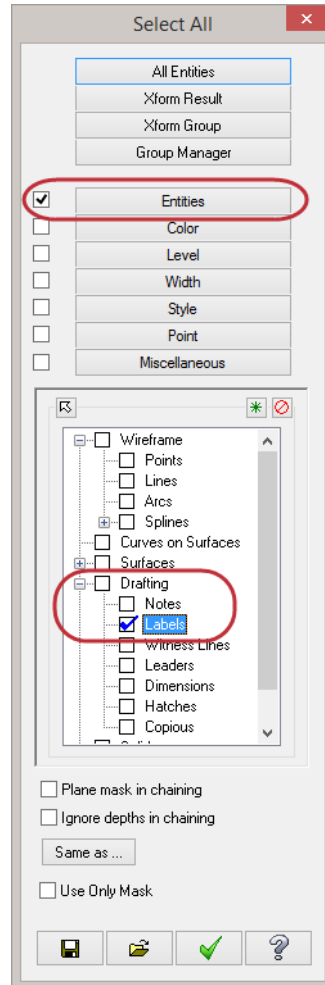 Select All
All Entities
Xform Result
Xform Group
Group Manager
Entities
Color
Level
Width
Style
Point
Miscellaneous
Wireframe
Points
Lines
Arcs
Splines
Curves on Surfaces
Surfaces
Drafting
Notes
Labels
Witness Lines
Leaders
Dimensions
Hatches
Copious
Plane mask in chaining
Ignore depths in chaining
Same as ...
Use Only Mask